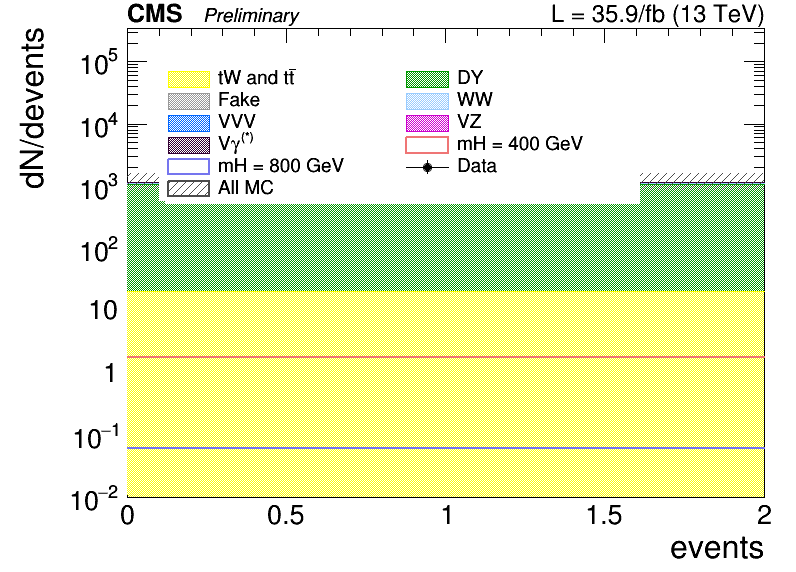 CMS Preliminary L = 35.9/fb (13 TeV)
dN/devents
10⁵
10⁴
10³
10²
10
1
10⁻¹
10⁻²
tW and tt̄
DY
Fake
WW
VVV
VZ
Vγ⁽*⁾
mH = 400 GeV
mH = 800 GeV
Data
All MC
0 0.5 1 1.5 2
events